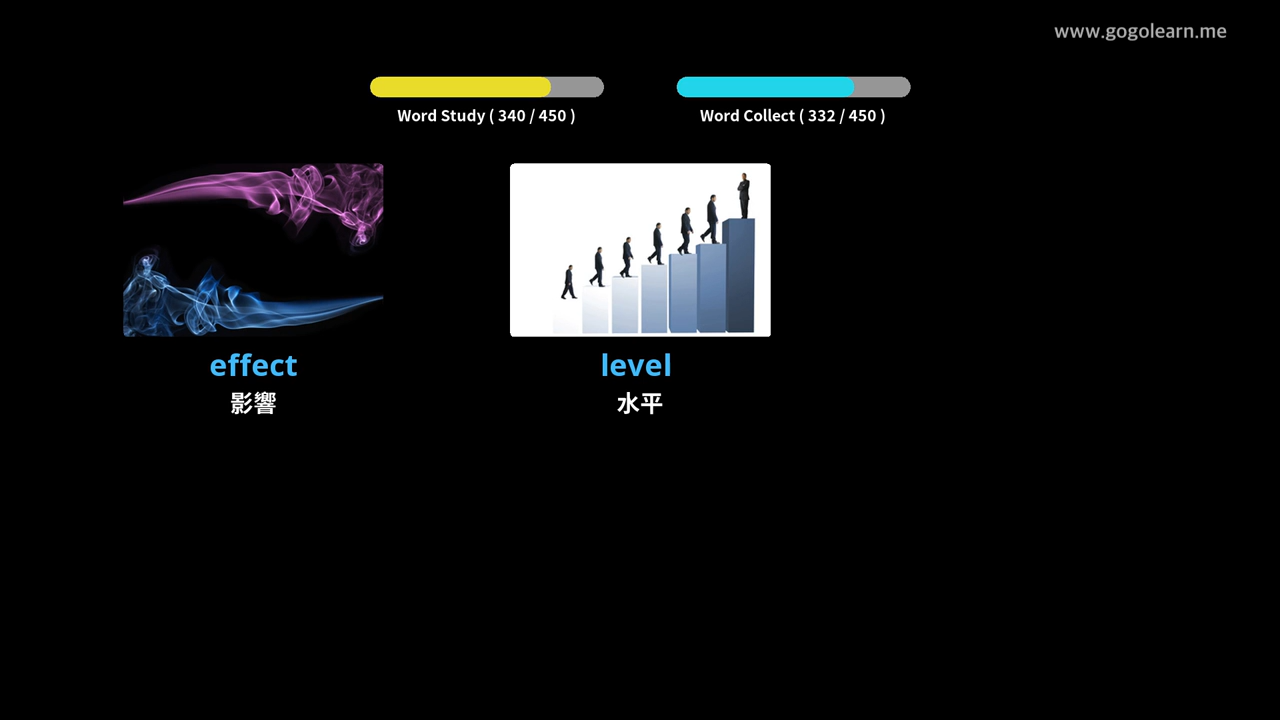 www.gogolearn.me
Word Study ( 340 / 450 )
Word Collect ( 332 / 450 )
effect
影響
level
水平